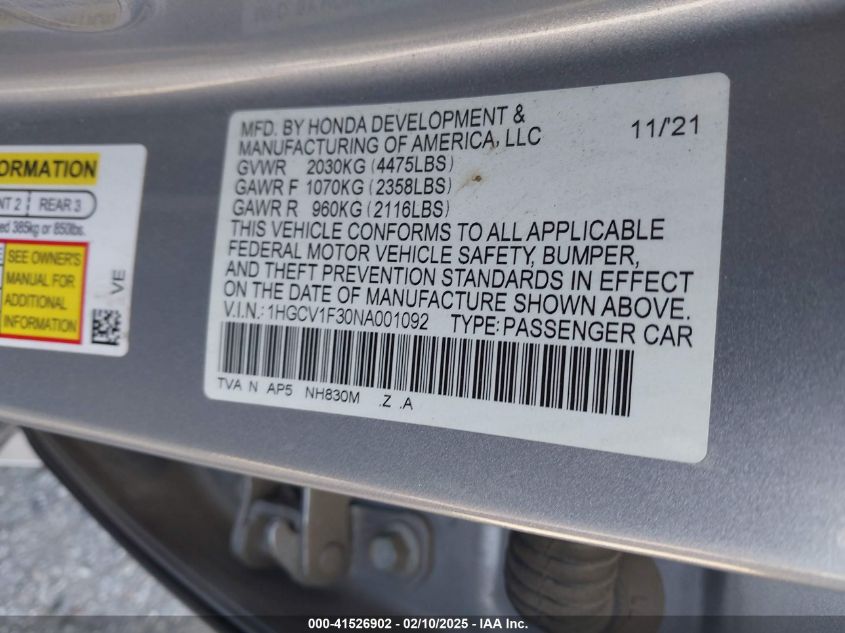 MFD. BY HONDA DEVELOPMENT &
MANUFACTURING OF AMERICA, LLC 11/'21
GVWR 2030KG (4475LBS)
GAWR F 1070KG (2358LBS)
GAWR R 960KG (2116LBS)
THIS VEHICLE CONFORMS TO ALL APPLICABLE
FEDERAL MOTOR VEHICLE SAFETY, BUMPER,
AND THEFT PREVENTION STANDARDS IN EFFECT
ON THE DATE OF MANUFACTURE SHOWN ABOVE.
V.I.N.: 1HGCV1F30NA001092 TYPE: PASSENGER CAR
TVA N AP5 NH830M .Z .A
ORMATION
NT 2 REAR 3
ed 385kg or 850lbs.
SEE OWNER'S
MANUAL FOR
ADDITIONAL
INFORMATION
VE
000-41526902 / 02/10/2025 - IAA Inc.